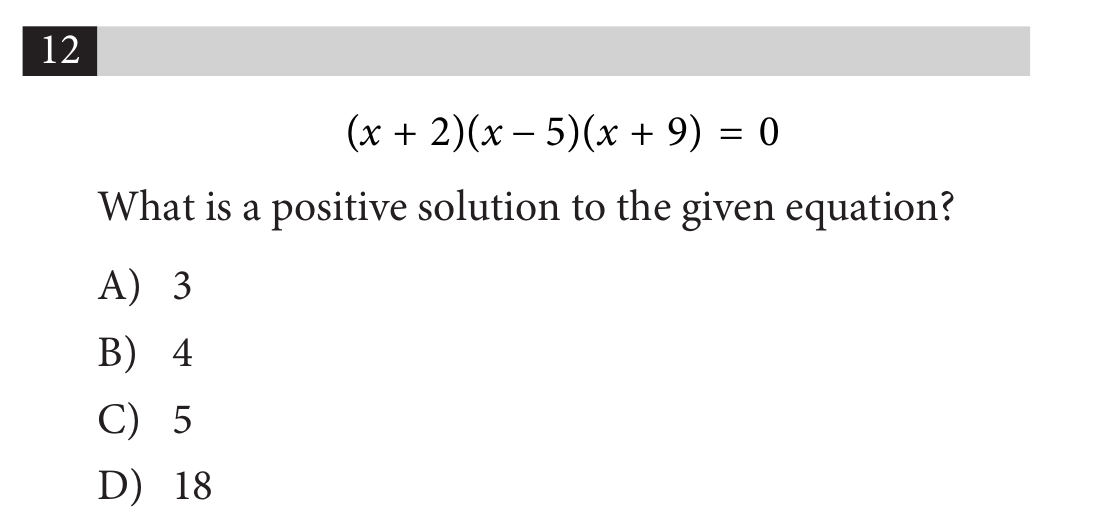 12
(x + 2)(x – 5)(x + 9) = 0
What is a positive solution to the given equation?
A) 3
B) 4
C) 5
D) 18